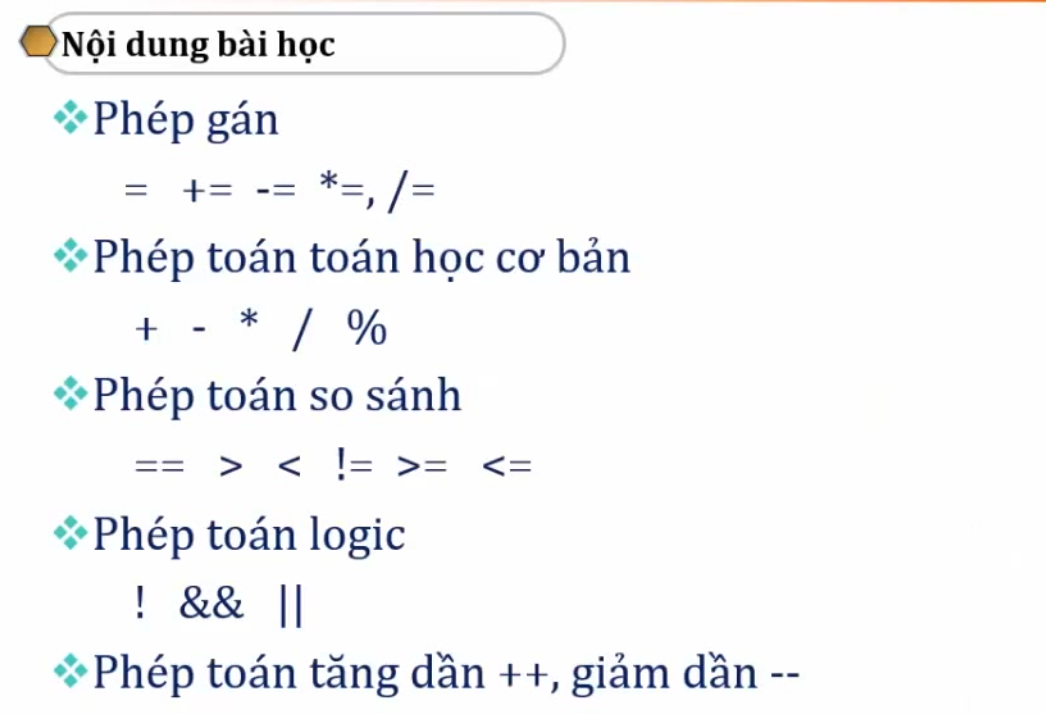 Nội dung bài học
Phép gán
= += -= *=, /=
Phép toán toán học cơ bản
+ - * / %
Phép toán so sánh
== > < != >= <=
Phép toán logic
! && ||
Phép toán tăng dần ++, giảm dần --